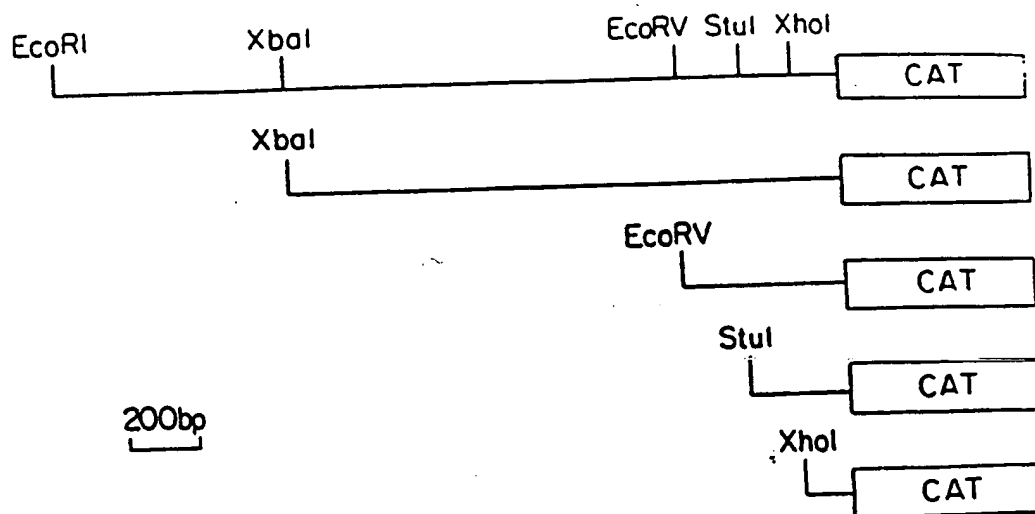 EcoRI XbaI EcoRV StuI XhoI
CAT
XbaI
CAT
EcoRV
CAT
StuI
CAT
200bp
XhoI
CAT